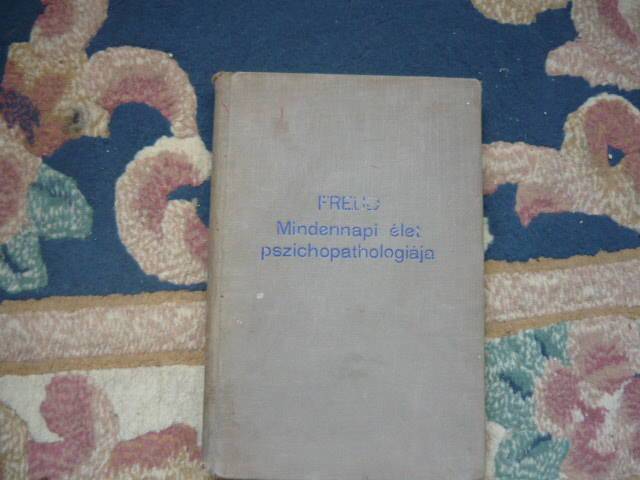 FREUD
Mindennapi élet
pszichopathologiája